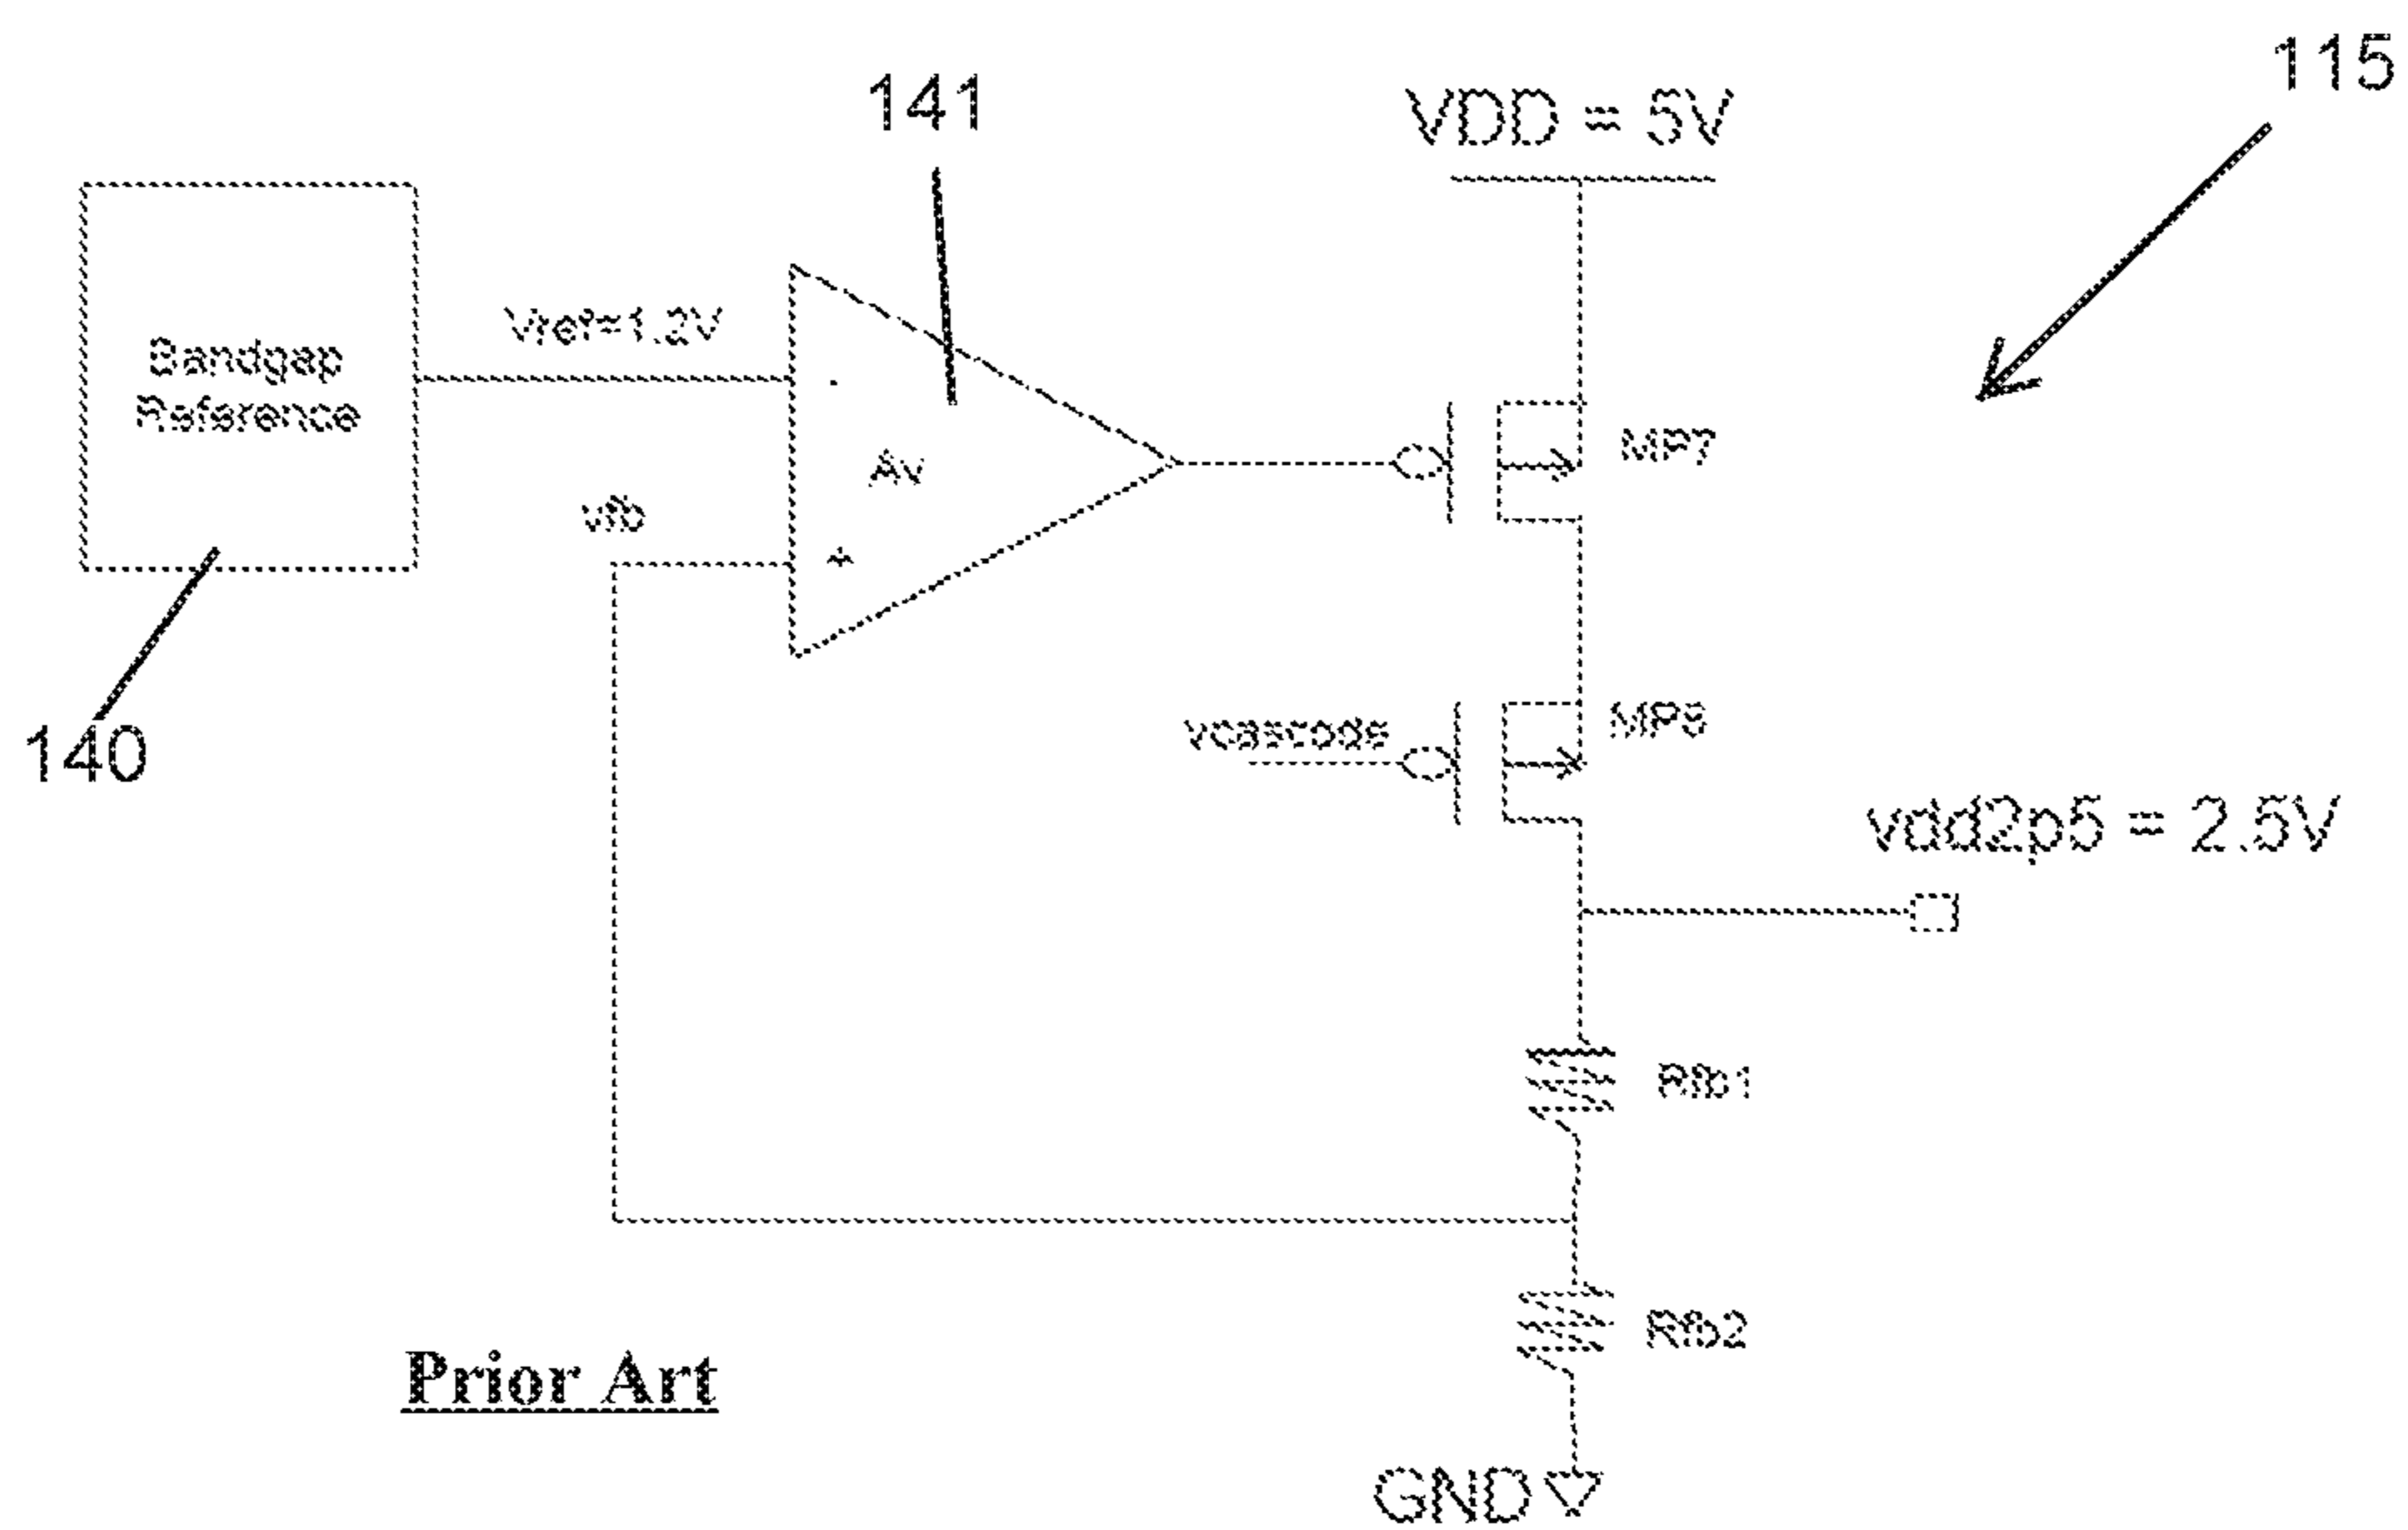 115
141
VDD = 5V
Vref=1.2V
Bandgap
Reference
-
Av
MP7
vfb
+
vcascode
MP8
140
vdd2p5 = 2.5V
Rfb1
Rfb2
Prior Art
GND